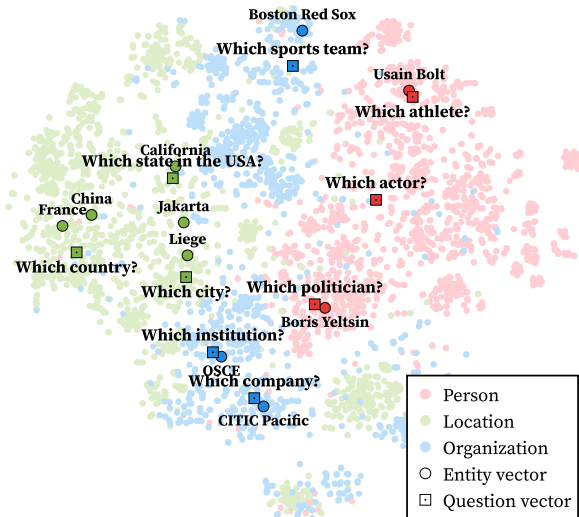 Boston Red Sox
Which sports team?
Usain Bolt
Which athlete?
California
Which state in the USA?
Which actor?
China
France
Jakarta
Liege
Which country?
Which city?
Which politician?
Boris Yeltsin
Which institution?
OSCE
Which company?
CITIC Pacific
Person
Location
Organization
Entity vector
Question vector